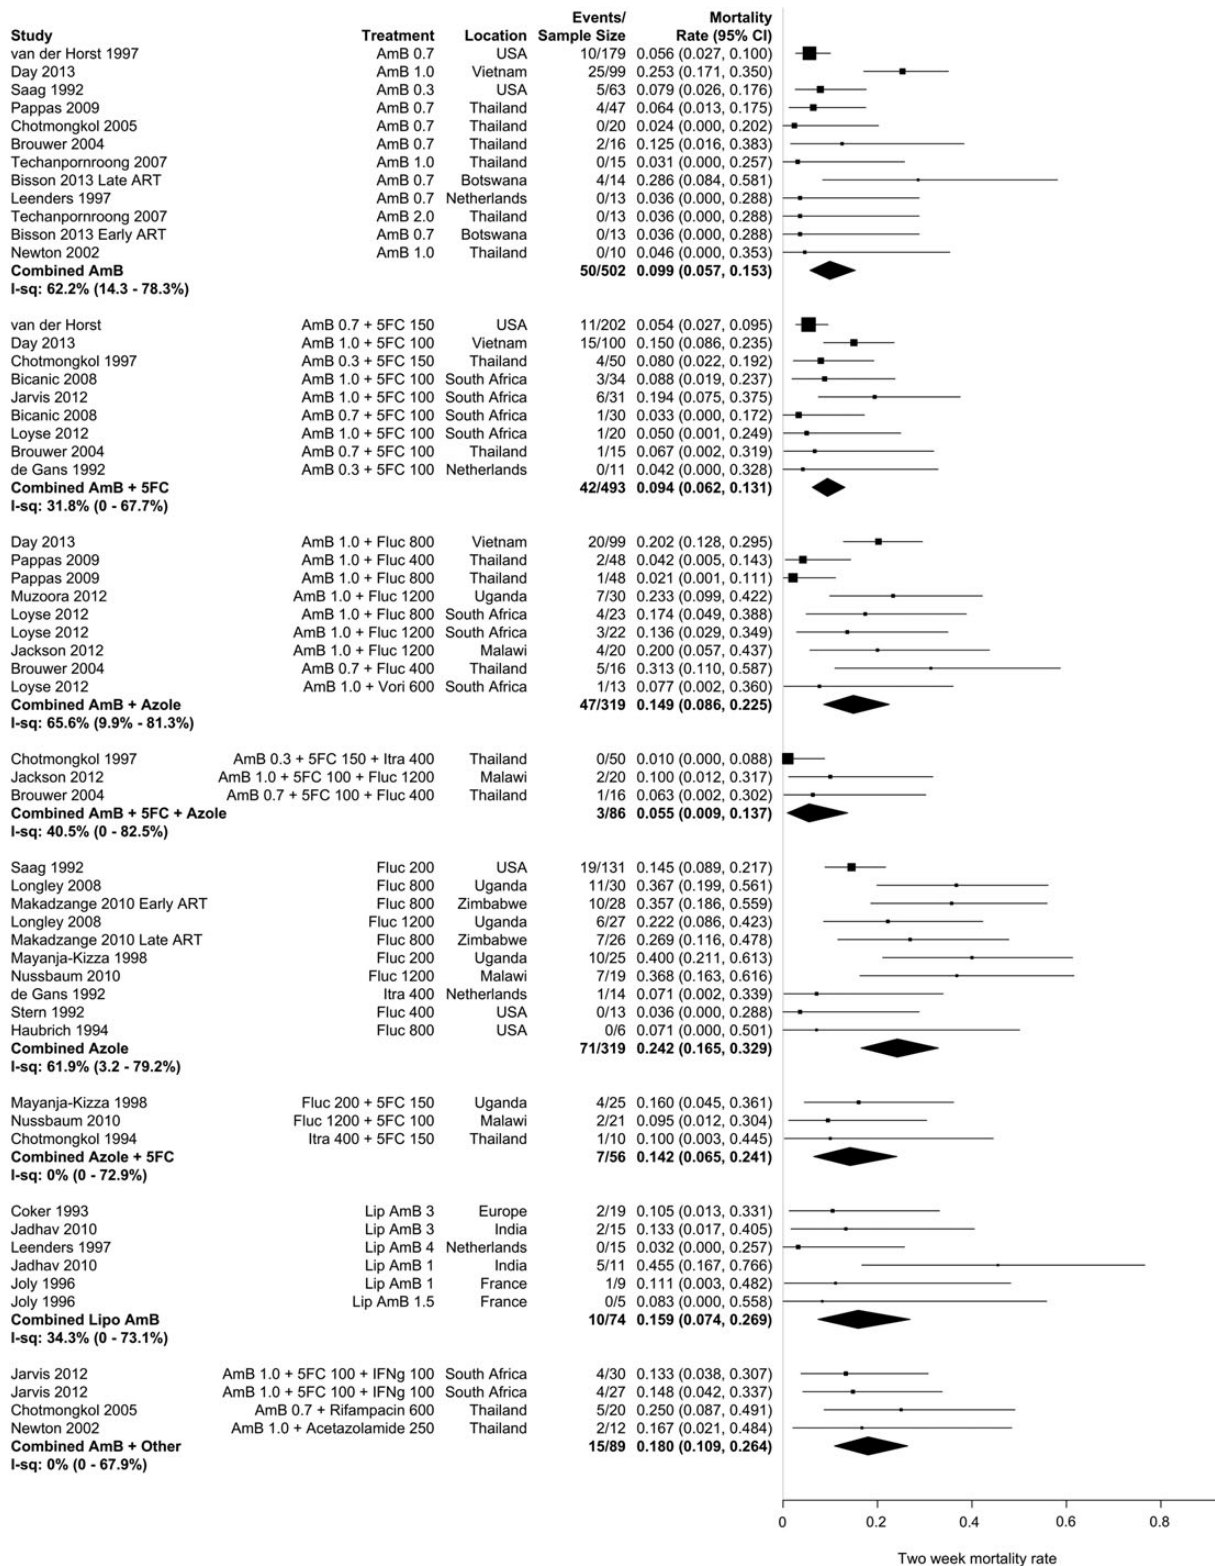 Events/ Mortality
Study Treatment Location Sample Size Rate (95% CI)
van der Horst 1997 AmB 0.7 USA 10/179 0.056 (0.027, 0.100)
Day 2013 AmB 1.0 Vietnam 25/99 0.253 (0.171, 0.350)
Saag 1992 AmB 0.3 USA 5/63 0.079 (0.026, 0.176)
Pappas 2009 AmB 0.7 Thailand 4/47 0.064 (0.013, 0.175)
Chotmongkol 2005 AmB 0.7 Thailand 0/20 0.024 (0.000, 0.202)
Brouwer 2004 AmB 0.7 Thailand 2/16 0.125 (0.016, 0.383)
Techanpornroong 2007 AmB 1.0 Thailand 0/15 0.031 (0.000, 0.257)
Bisson 2013 Late ART AmB 0.7 Botswana 4/14 0.286 (0.084, 0.581)
Leenders 1997 AmB 0.7 Netherlands 0/13 0.036 (0.000, 0.288)
Techanpornroong 2007 AmB 2.0 Thailand 0/13 0.036 (0.000, 0.288)
Bisson 2013 Early ART AmB 0.7 Botswana 0/13 0.036 (0.000, 0.288)
Newton 2002 AmB 1.0 Thailand 0/10 0.046 (0.000, 0.353)
Combined AmB 50/502 0.099 (0.057, 0.153)
I-sq: 62.2% (14.3 - 78.3%)
van der Horst AmB 0.7 + 5FC 150 USA 11/202 0.054 (0.027, 0.095)
Day 2013 AmB 1.0 + 5FC 100 Vietnam 15/100 0.150 (0.086, 0.235)
Chotmongkol 1997 AmB 0.3 + 5FC 150 Thailand 4/50 0.080 (0.022, 0.192)
Bicanic 2008 AmB 1.0 + 5FC 100 South Africa 3/34 0.088 (0.019, 0.237)
Jarvis 2012 AmB 1.0 + 5FC 100 South Africa 6/31 0.194 (0.075, 0.375)
Bicanic 2008 AmB 0.7 + 5FC 100 South Africa 1/30 0.033 (0.000, 0.172)
Loyse 2012 AmB 1.0 + 5FC 100 South Africa 1/20 0.050 (0.001, 0.249)
Brouwer 2004 AmB 0.7 + 5FC 100 Thailand 1/15 0.067 (0.002, 0.319)
de Gans 1992 AmB 0.3 + 5FC 100 Netherlands 0/11 0.042 (0.000, 0.328)
Combined AmB + 5FC 42/493 0.094 (0.062, 0.131)
I-sq: 31.8% (0 - 67.7%)
Day 2013 AmB 1.0 + Fluc 800 Vietnam 20/99 0.202 (0.128, 0.295)
Pappas 2009 AmB 1.0 + Fluc 400 Thailand 2/48 0.042 (0.005, 0.143)
Pappas 2009 AmB 1.0 + Fluc 800 Thailand 1/48 0.021 (0.001, 0.111)
Muzoora 2012 AmB 1.0 + Fluc 1200 Uganda 7/30 0.233 (0.099, 0.422)
Loyse 2012 AmB 1.0 + Fluc 800 South Africa 4/23 0.174 (0.049, 0.388)
Loyse 2012 AmB 1.0 + Fluc 1200 South Africa 3/22 0.136 (0.029, 0.349)
Jackson 2012 AmB 1.0 + Fluc 1200 Malawi 4/20 0.200 (0.057, 0.437)
Brouwer 2004 AmB 0.7 + Fluc 400 Thailand 5/16 0.313 (0.110, 0.587)
Loyse 2012 AmB 1.0 + Vori 600 South Africa 1/13 0.077 (0.002, 0.360)
Combined AmB + Azole 47/319 0.149 (0.086, 0.225)
I-sq: 65.6% (9.9% - 81.3%)
Chotmongkol 1997 AmB 0.3 + 5FC 150 + Itra 400 Thailand 0/50 0.010 (0.000, 0.088)
Jackson 2012 AmB 1.0 + 5FC 100 + Fluc 1200 Malawi 2/20 0.100 (0.012, 0.317)
Brouwer 2004 AmB 0.7 + 5FC 100 + Fluc 400 Thailand 1/16 0.063 (0.002, 0.302)
Combined AmB + 5FC + Azole 3/86 0.055 (0.009, 0.137)
I-sq: 40.5% (0 - 82.5%)
Saag 1992 Fluc 200 USA 19/131 0.145 (0.089, 0.217)
Longley 2008 Fluc 800 Uganda 11/30 0.367 (0.199, 0.561)
Makadzange 2010 Early ART Fluc 800 Zimbabwe 10/28 0.357 (0.186, 0.559)
Longley 2008 Fluc 1200 Uganda 6/27 0.222 (0.086, 0.423)
Makadzange 2010 Late ART Fluc 800 Zimbabwe 7/26 0.269 (0.116, 0.478)
Mayanja-Kizza 1998 Fluc 200 Uganda 10/25 0.400 (0.211, 0.613)
Nussbaum 2010 Fluc 1200 Malawi 7/19 0.368 (0.163, 0.616)
de Gans 1992 Itra 400 Netherlands 1/14 0.071 (0.002, 0.339)
Stern 1992 Fluc 400 USA 0/13 0.036 (0.000, 0.288)
Haubrich 1994 Fluc 800 USA 0/6 0.071 (0.000, 0.501)
Combined Azole 71/319 0.242 (0.165, 0.329)
I-sq: 61.9% (3.2 - 79.2%)
Mayanja-Kizza 1998 Fluc 200 + 5FC 150 Uganda 4/25 0.160 (0.045, 0.361)
Nussbaum 2010 Fluc 1200 + 5FC 100 Malawi 2/21 0.095 (0.012, 0.304)
Chotmongkol 1994 Itra 400 + 5FC 150 Thailand 1/10 0.100 (0.003, 0.445)
Combined Azole + 5FC 7/56 0.142 (0.065, 0.241)
I-sq: 0% (0 - 72.9%)
Coker 1993 Lip AmB 3 Europe 2/19 0.105 (0.013, 0.331)
Jadhav 2010 Lip AmB 3 India 2/15 0.133 (0.017, 0.405)
Leenders 1997 Lip AmB 4 Netherlands 0/15 0.032 (0.000, 0.257)
Jadhav 2010 Lip AmB 1 India 5/11 0.455 (0.167, 0.766)
Joly 1996 Lip AmB 1 France 1/9 0.111 (0.003, 0.482)
Joly 1996 Lip AmB 1.5 France 0/5 0.083 (0.000, 0.558)
Combined Lipo AmB 10/74 0.159 (0.074, 0.269)
I-sq: 34.3% (0 - 73.1%)
Jarvis 2012 AmB 1.0 + 5FC 100 + IFNg 100 South Africa 4/30 0.133 (0.038, 0.307)
Jarvis 2012 AmB 1.0 + 5FC 100 + IFNg 100 South Africa 4/27 0.148 (0.042, 0.337)
Chotmongkol 2005 AmB 0.7 + Rifampacin 600 Thailand 5/20 0.250 (0.087, 0.491)
Newton 2002 AmB 1.0 + Acetazolamide 250 Thailand 2/12 0.167 (0.021, 0.484)
Combined AmB + Other 15/89 0.180 (0.109, 0.264)
I-sq: 0% (0 - 67.9%)
0 0.2 0.4 0.6 0.8
Two week mortality rate